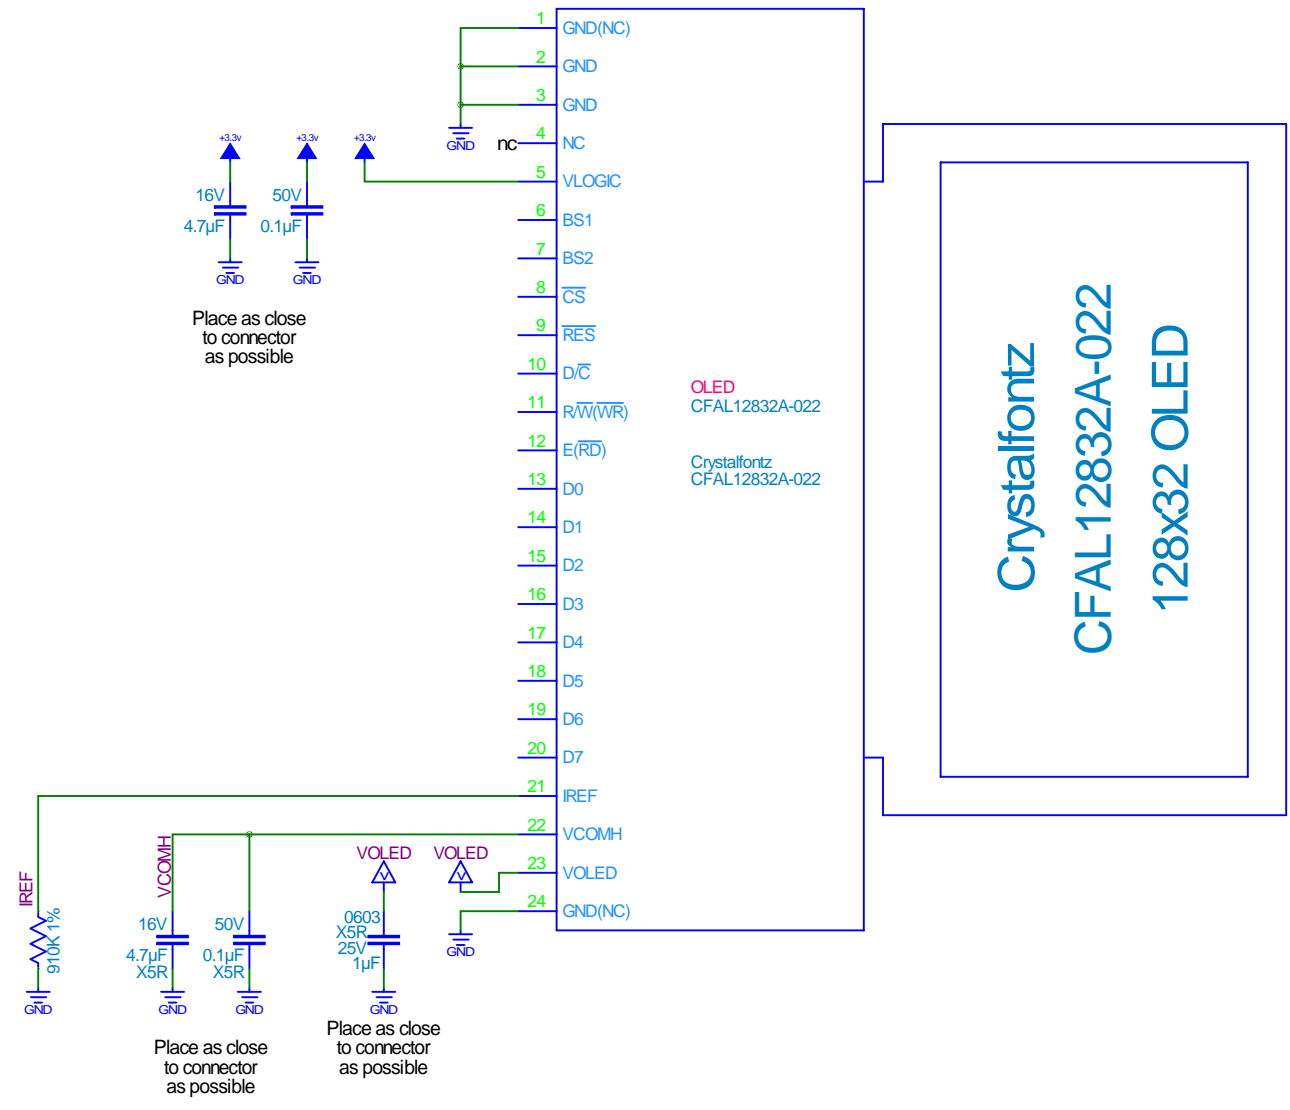 1
GND(NC)
2
GND
3
GND
GND
nc
4
NC
+3.3v
+3.3v
+3.3v
5
VLOGIC
16V
4.7µF
GND
50V
0.1µF
GND
Place as close
to connector
as possible
6
BS1
7
BS2
8
CS
9
RES
10
D/C
11
R/W(WR)
12
E(RD)
13
D0
14
D1
15
D2
16
D3
17
D4
18
D5
19
D6
20
D7
21
IREF
22
VCOMH
23
VOLED
24
GND(NC)
OLED
CFAL12832A-022
Crystalfontz
CFAL12832A-022
Crystalfontz
CFAL12832A-022
128x32 OLED
IREF
910K 1%
GND
VCOMH
16V
4.7µF
X5R
GND
50V
0.1µF
X5R
GND
Place as close
to connector
as possible
VOLED
V
0603
X5R
25V
1µF
GND
Place as close
to connector
as possible
VOLED
V
GND